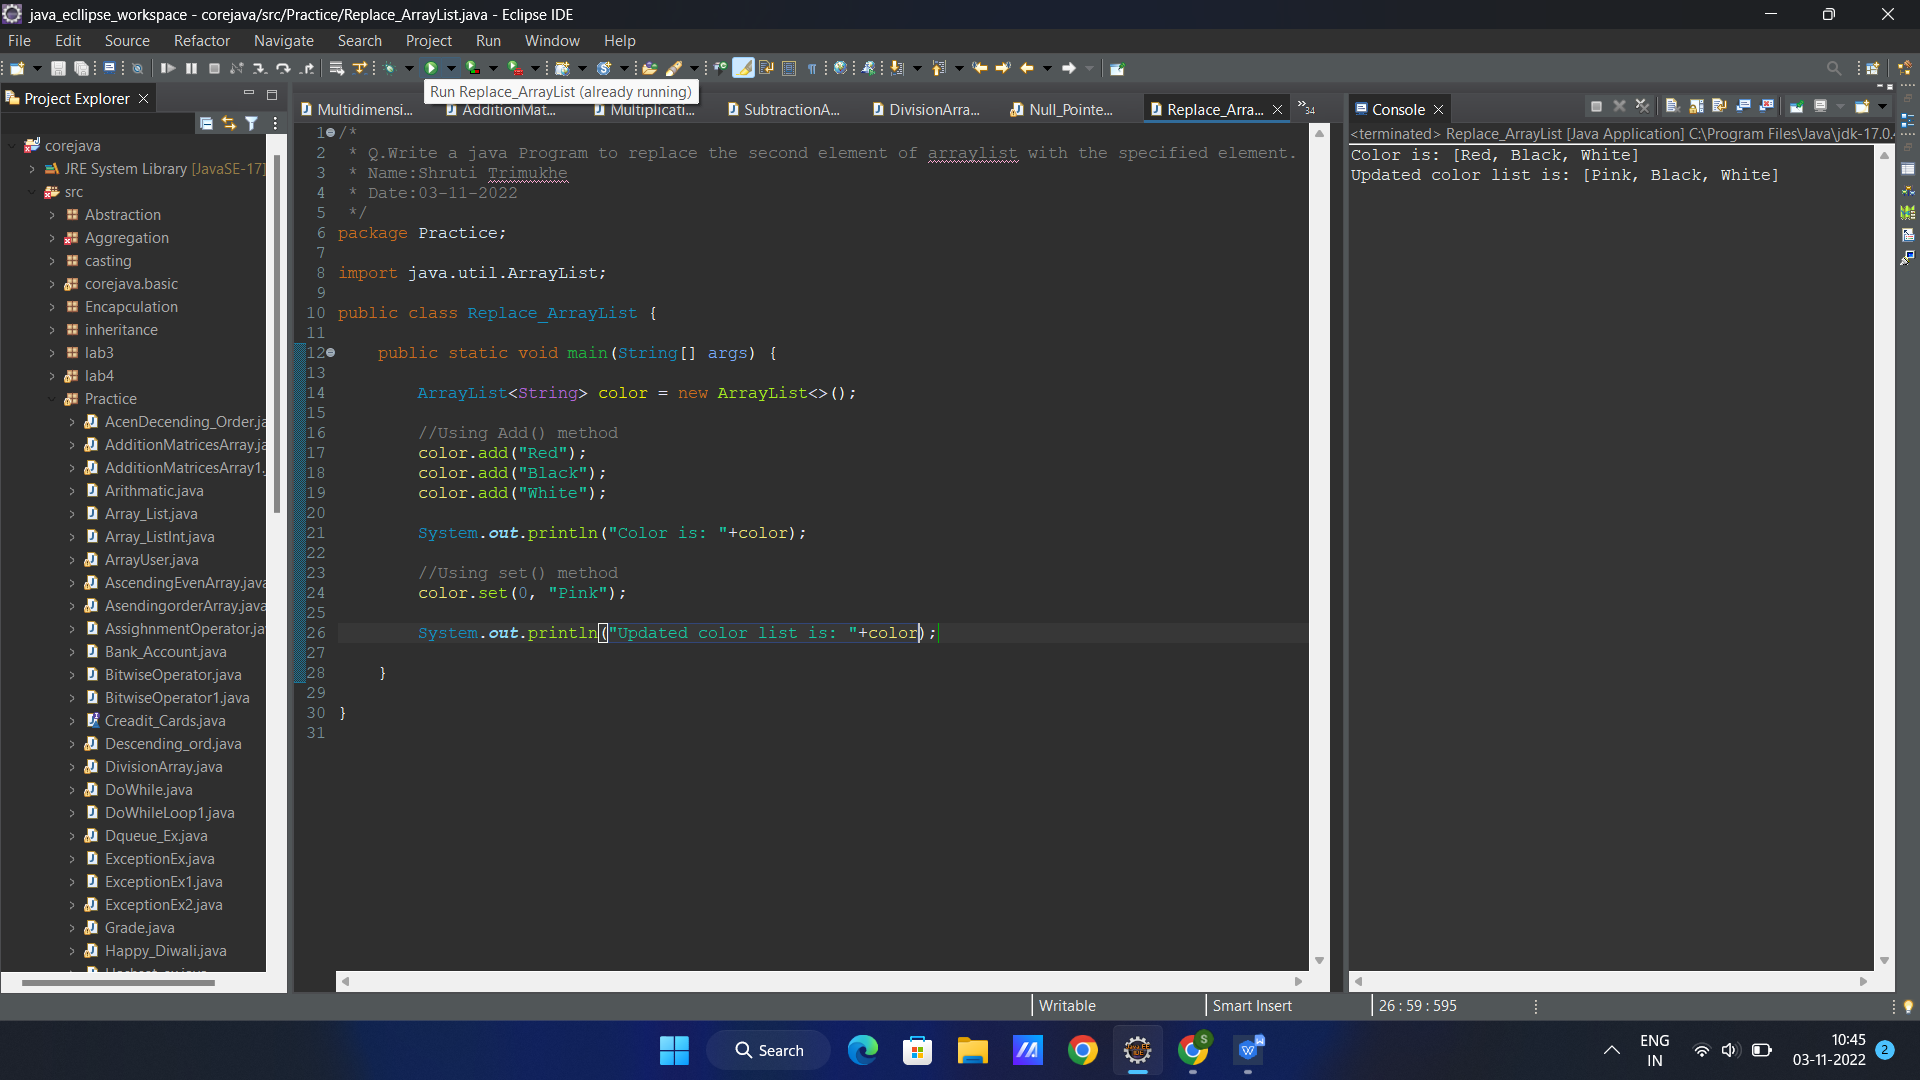 java_ecllipse_workspace - corejava/src/Practice/Replace_ArrayList.java - Eclipse IDE
File Edit Source Refactor Navigate Search Project Run Window Help
Run Replace_ArrayList (already running)
Project Explorer
Multidimensi... AdditionMat... Multiplicati... SubtractionA... DivisionArra... Null_Pointe... Replace_Arra... »34
Console
<terminated> Replace_ArrayList [Java Application] C:\Program Files\Java\jdk-17.0.
Color is: [Red, Black, White]
Updated color list is: [Pink, Black, White]
corejava
JRE System Library [JavaSE-17]
src
Abstraction
Aggregation
casting
corejava.basic
Encapculation
inheritance
lab3
lab4
Practice
AcenDecending_Order.ja
AdditionMatricesArray.ja
AdditionMatricesArray1.
Arithmatic.java
Array_List.java
Array_ListInt.java
ArrayUser.java
AscendingEvenArray.java
AsendingorderArray.java
AssighnmentOperator.ja
Bank_Account.java
BitwiseOperator.java
BitwiseOperator1.java
Creadit_Cards.java
Descending_ord.java
DivisionArray.java
DoWhile.java
DoWhileLoop1.java
Dqueue_Ex.java
ExceptionEx.java
ExceptionEx1.java
ExceptionEx2.java
Grade.java
Happy_Diwali.java
1 /*
2 * Q.Write a java Program to replace the second element of arraylist with the specified element.
3 * Name:Shruti Trimukhe
4 * Date:03-11-2022
5 */
6 package Practice;
7
8 import java.util.ArrayList;
9
10 public class Replace_ArrayList {
11
12 public static void main(String[] args) {
13
14 ArrayList<String> color = new ArrayList<>();
15
16 //Using Add() method
17 color.add("Red");
18 color.add("Black");
19 color.add("White");
20
21 System.out.println("Color is: "+color);
22
23 //Using set() method
24 color.set(0, "Pink");
25
26 System.out.println("Updated color list is: "+color);
27
28 }
29
30 }
31
Writable Smart Insert 26 : 59 : 595
Search
ENG
IN
10:45
03-11-2022
2
S